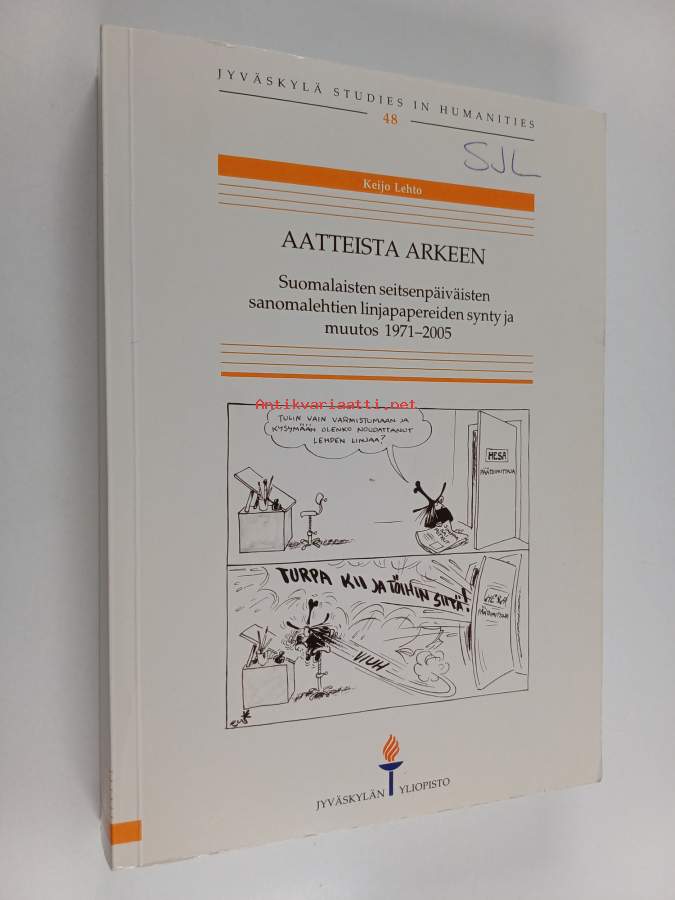 JYVÄSKYLÄ STUDIES IN HUMANITIES
48
SJL
Keijo Lehto
AATTEISTA ARKEEN
Suomalaisten seitsenpäiväisten
sanomalehtien linjapapereiden synty ja
muutos 1971–2005
Antikvariaatti.net
TULIN VAIN VARMISTUMAAN JA
KYSYMÄÄN OLENKO NOUDATTANUT
LEHDEN LINJAA?
HESA
PÄÄTOIMITTAJA
TURPA KII JA TÖIHIN SIITÄ!
PÄÄTOIMITTAJA
VIUH
JYVÄSKYLÄN YLIOPISTO